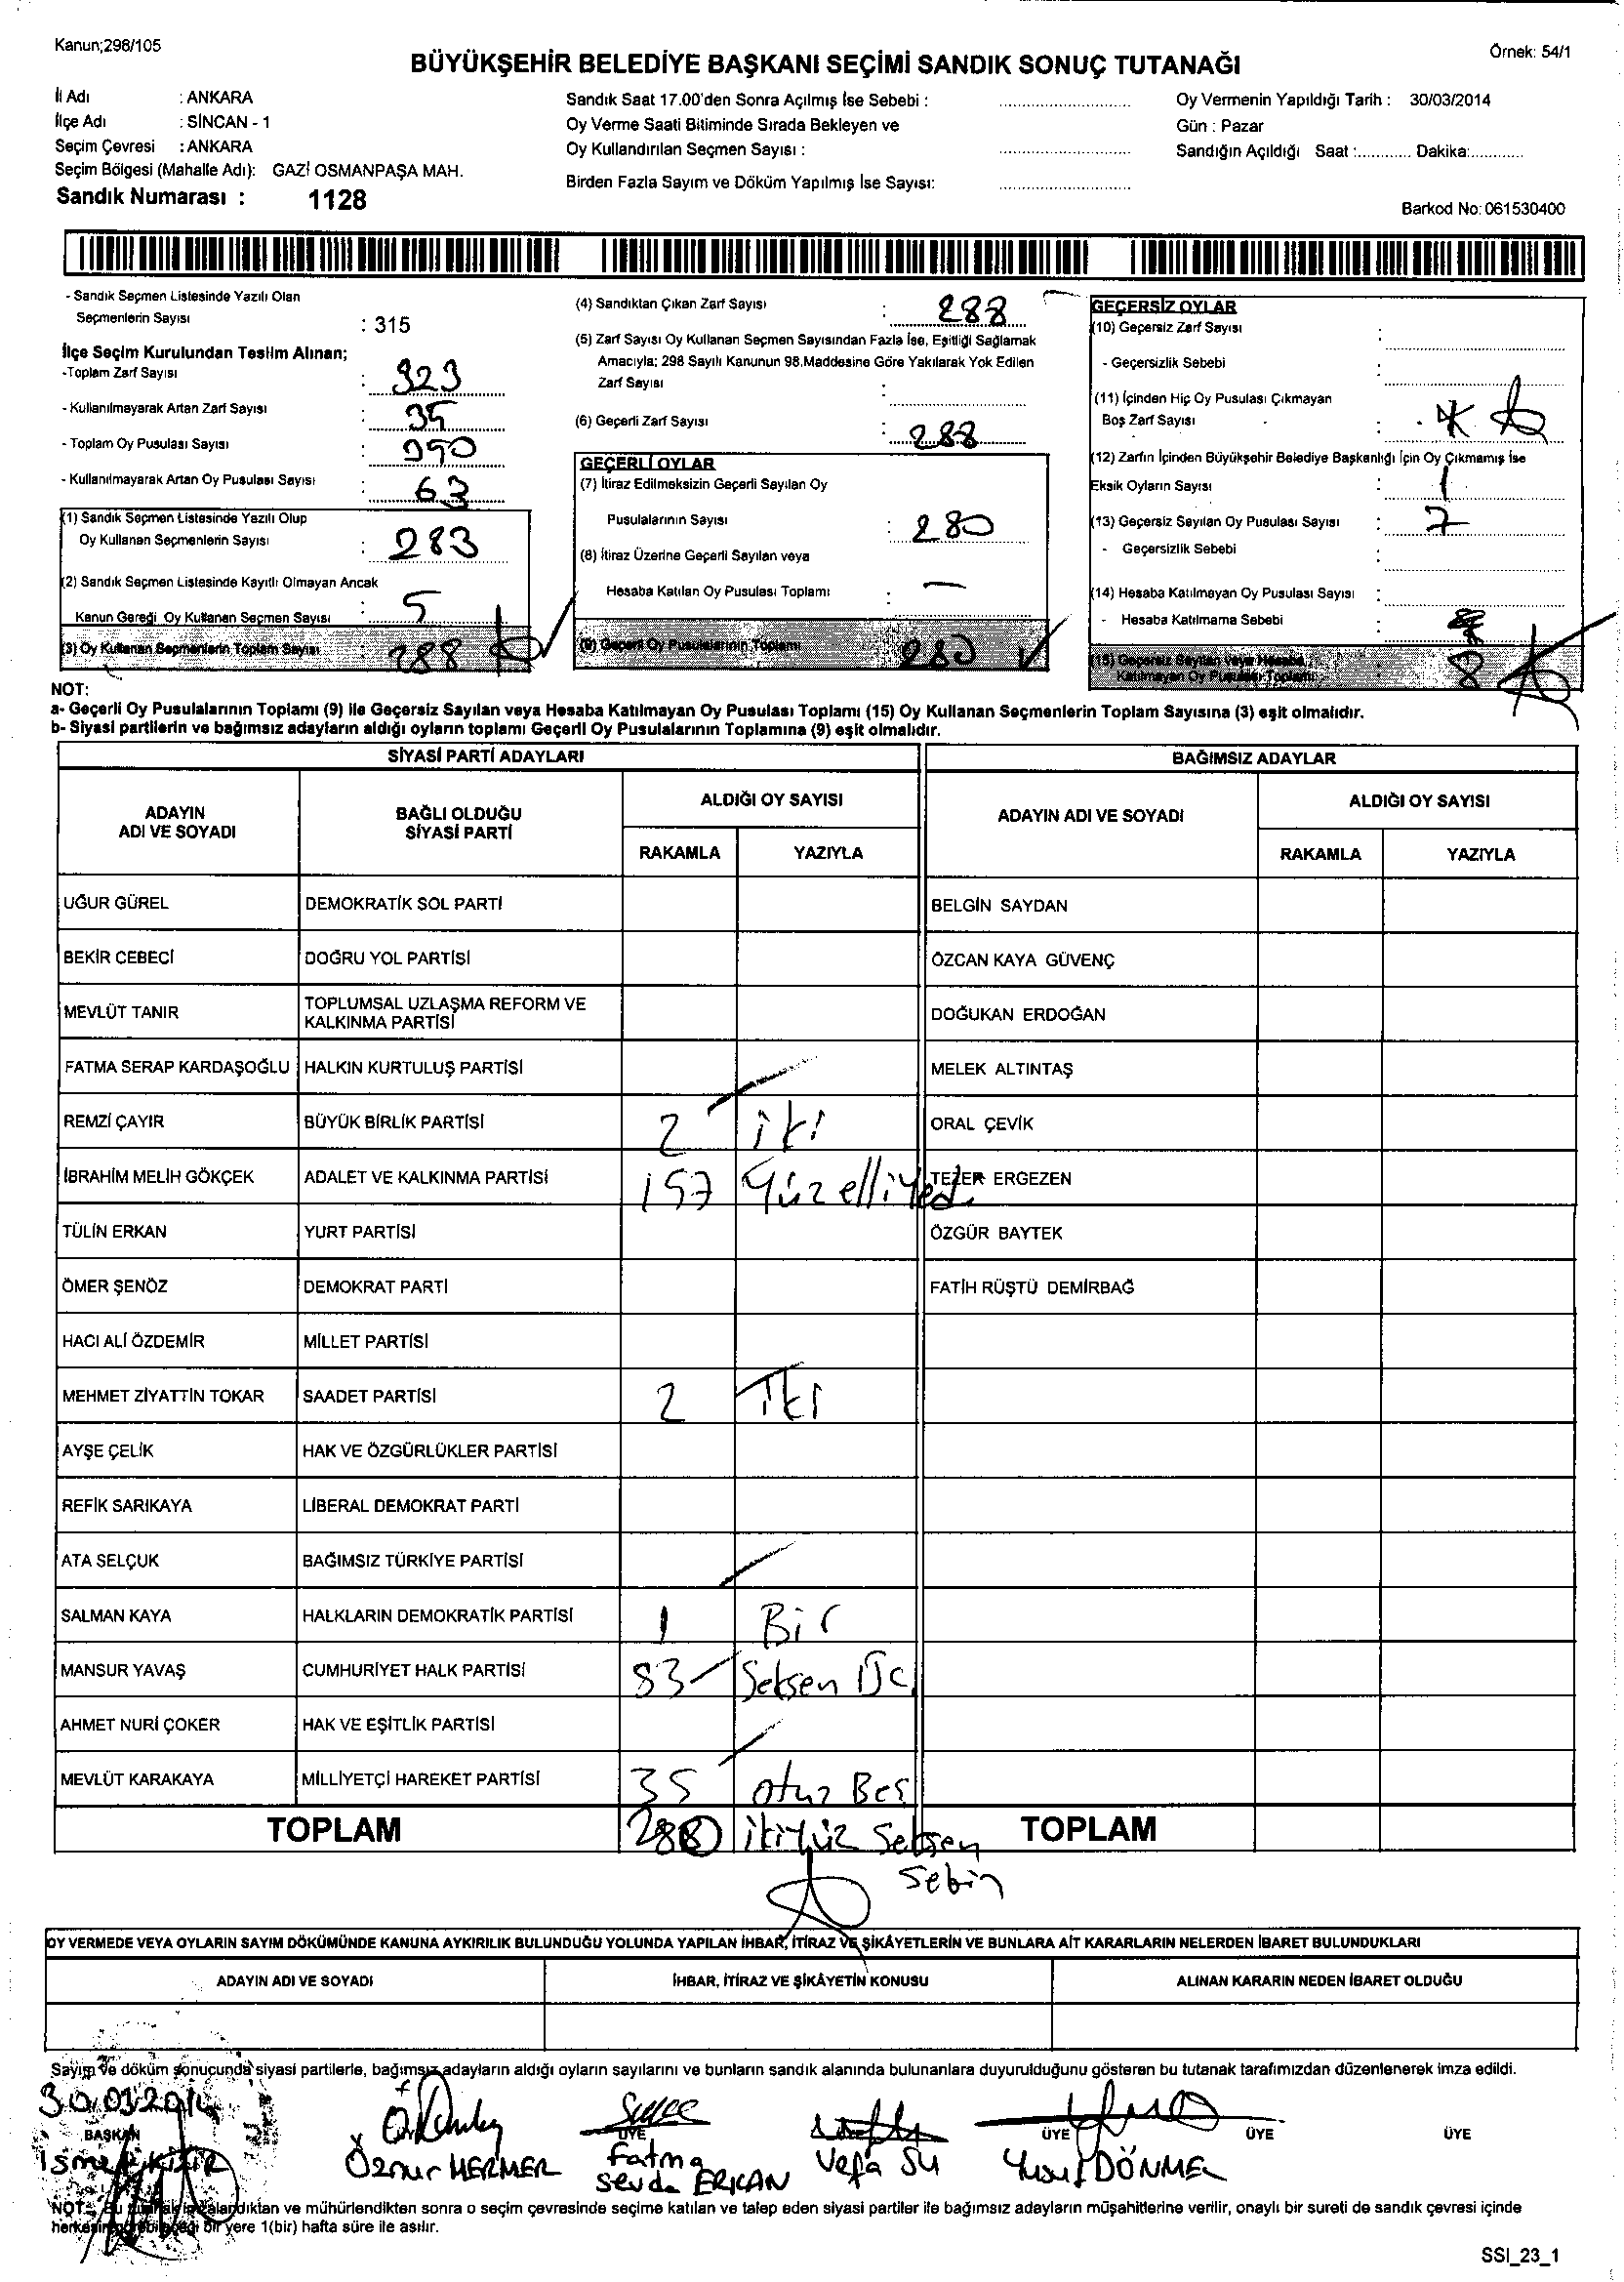 Kanun;298/105
Örnek: 54/1
BÜYÜKŞEHİR BELEDİYE BAŞKANI SEÇİMİ SANDIK SONUÇ TUTANAĞI
İl Adı : ANKARA
İlçe Adı : SİNCAN - 1
Seçim Çevresi : ANKARA
Seçim Bölgesi (Mahalle Adı): GAZİ OSMANPAŞA MAH.
Sandık Numarası : 1128
Sandık Saat 17.00'den Sonra Açılmış İse Sebebi :
Oy Verme Saati Bitiminde Sırada Bekleyen ve
Oy Kullandırılan Seçmen Sayısı :
Birden Fazla Sayım ve Döküm Yapılmış İse Sayısı:
Oy Vermenin Yapıldığı Tarih : 30/03/2014
Gün : Pazar
Sandığın Açıldığı Saat :............ Dakika:............
Barkod No: 061530400
- Sandık Seçmen Listesinde Yazılı Olan
Seçmenlerin Sayısı : 315
İlçe Seçim Kurulundan Teslim Alınan;
-Toplam Zarf Sayısı : 323
- Kullanılmayarak Artan Zarf Sayısı : 35
- Toplam Oy Pusulası Sayısı : 350
- Kullanılmayarak Artan Oy Pusulası Sayısı : 63
(1) Sandık Seçmen Listesinde Yazılı Olup
Oy Kullanan Seçmenlerin Sayısı : 283
(2) Sandık Seçmen Listesinde Kayıtlı Olmayan Ancak
Kanun Gereği Oy Kullanan Seçmen Sayısı : 5
(3) Oy Kullanan Seçmenlerin Toplam Sayısı 288
(4) Sandıktan Çıkan Zarf Sayısı : 288
(5) Zarf Sayısı Oy Kullanan Seçmen Sayısından Fazla İse, Eşitliği Sağlamak
Amacıyla; 298 Sayılı Kanunun 98.Maddesine Göre Yakılarak Yok Edilen
Zarf Sayısı :
(6) Geçerli Zarf Sayısı : 288
GEÇERLİ OYLAR
(7) İtiraz Edilmeksizin Geçerli Sayılan Oy
Pusulalarının Sayısı : 280
(8) İtiraz Üzerine Geçerli Sayılan veya
Hesaba Katılan Oy Pusulası Toplamı : —
(9) Geçerli Oy Pusulalarının Toplamı 280
GEÇERSİZ OYLAR
(10) Geçersiz Zarf Sayısı :
- Geçersizlik Sebebi :
(11) İçinden Hiç Oy Pusulası Çıkmayan
Boş Zarf Sayısı :
(12) Zarfın İçinden Büyükşehir Belediye Başkanlığı İçin Oy Çıkmamış İse
Eksik Oyların Sayısı : 1
(13) Geçersiz Sayılan Oy Pusulası Sayısı : 7
- Geçersizlik Sebebi :
(14) Hesaba Katılmayan Oy Pusulası Sayısı :
- Hesaba Katılmama Sebebi :
(15) Geçersiz Sayılan veya Hesaba
Katılmayan Oy Pusulası Toplamı: 8
NOT:
a- Geçerli Oy Pusulalarının Toplamı (9) ile Geçersiz Sayılan veya Hesaba Katılmayan Oy Pusulası Toplamı (15) Oy Kullanan Seçmenlerin Toplam Sayısına (3) eşit olmalıdır.
b- Siyasi partilerin ve bağımsız adayların aldığı oyların toplamı Geçerli Oy Pusulalarının Toplamına (9) eşit olmalıdır.
SİYASİ PARTİ ADAYLARI
BAĞIMSIZ ADAYLAR
ADAYIN ADI VE SOYADI
BAĞLI OLDUĞU SİYASİ PARTİ
ALDIĞI OY SAYISI
RAKAMLA YAZIYLA
ADAYIN ADI VE SOYADI
ALDIĞI OY SAYISI
RAKAMLA YAZIYLA
UĞUR GÜREL DEMOKRATİK SOL PARTİ BELGİN SAYDAN
BEKİR CEBECİ DOĞRU YOL PARTİSİ ÖZCAN KAYA GÜVENÇ
MEVLÜT TANIR TOPLUMSAL UZLAŞMA REFORM VE KALKINMA PARTİSİ DOĞUKAN ERDOĞAN
FATMA SERAP KARDAŞOĞLU HALKIN KURTULUŞ PARTİSİ MELEK ALTINTAŞ
REMZİ ÇAYIR BÜYÜK BİRLİK PARTİSİ 2 iki ORAL ÇEVİK
İBRAHİM MELİH GÖKÇEK ADALET VE KALKINMA PARTİSİ 157 Yüzelliyedi TEZER ERGEZEN
TÜLİN ERKAN YURT PARTİSİ ÖZGÜR BAYTEK
ÖMER ŞENÖZ DEMOKRAT PARTİ FATİH RÜŞTÜ DEMİRBAĞ
HACI ALİ ÖZDEMİR MİLLET PARTİSİ
MEHMET ZİYATTİN TOKAR SAADET PARTİSİ 2 İki
AYŞE ÇELİK HAK VE ÖZGÜRLÜKLER PARTİSİ
REFİK SARIKAYA LİBERAL DEMOKRAT PARTİ
ATA SELÇUK BAĞIMSIZ TÜRKİYE PARTİSİ
SALMAN KAYA HALKLARIN DEMOKRATİK PARTİSİ 1 Bir
MANSUR YAVAŞ CUMHURİYET HALK PARTİSİ 83 Seksen Üç
AHMET NURİ ÇOKER HAK VE EŞİTLİK PARTİSİ
MEVLÜT KARAKAYA MİLLİYETÇİ HAREKET PARTİSİ 35 otuz Beş
TOPLAM 280 ikiyüz Seksen TOPLAM
Sebin
OY VERMEDE VEYA OYLARIN SAYIM DÖKÜMÜNDE KANUNA AYKIRILIK BULUNDUĞU YOLUNDA YAPILAN İHBAR, İTİRAZ VE ŞİKÂYETLERİN VE BUNLARA AİT KARARLARIN NELERDEN İBARET BULUNDUKLARI
ADAYIN ADI VE SOYADI İHBAR, İTİRAZ VE ŞİKÂYETİN KONUSU ALINAN KARARIN NEDEN İBARET OLDUĞU
Sayım ve döküm sonucunda siyasi partilerle, bağımsız adayların aldığı oyların sayılarını ve bunların sandık alanında bulunanlara duyurulduğunu gösteren bu tutanak tarafımızdan düzenlenerek imza edildi.
30.03.2014
BAŞKAN ÜYE ÜYE ÜYE ÜYE
İsmet Öznur HERMER Fatma Sevda ERKAN Vefa SU Yusuf DÖNMEZ
NOT:- Bu tutanak imzalandıktan ve mühürlendikten sonra o seçim çevresinde seçime katılan ve talep eden siyasi partiler ile bağımsız adayların müşahitlerine verilir, onaylı bir sureti de sandık çevresi içinde
herkesin görebileceği bir yere 1(bir) hafta süre ile asılır.
SSI_23_1